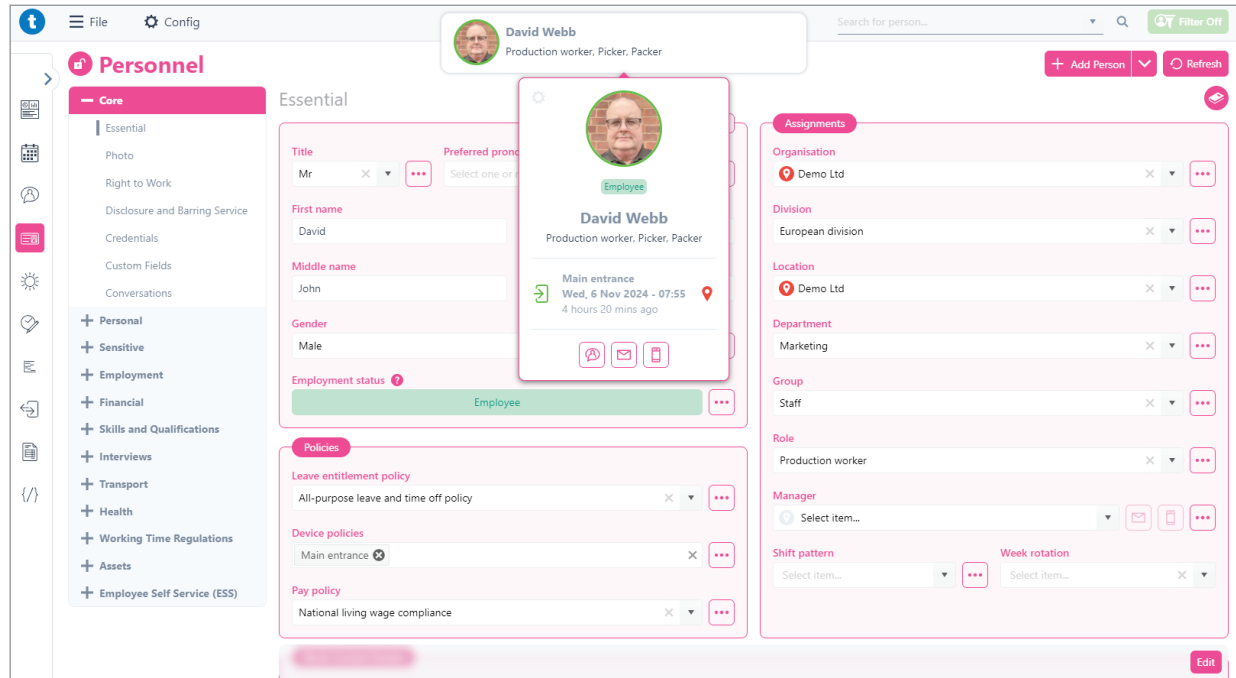 t File Config
David Webb
Production worker, Picker, Packer
Search for person...
Filter Off
Personnel
Add Person
Refresh
Core
Essential
Photo
Right to Work
Disclosure and Barring Service
Credentials
Custom Fields
Conversations
Personal
Sensitive
Employment
Financial
Skills and Qualifications
Interviews
Transport
Health
Working Time Regulations
Assets
Employee Self Service (ESS)
Essential
Title Preferred pron
Mr Select one or
First name
David
Middle name
John
Gender
Male
Employment status ?
Employee
Employee
David Webb
Production worker, Picker, Packer
Main entrance
Wed, 6 Nov 2024 - 07:55
4 hours 20 mins ago
Policies
Leave entitlement policy
All-purpose leave and time off policy
Device policies
Main entrance
Pay policy
National living wage compliance
Assignments
Organisation
Demo Ltd
Division
European division
Location
Demo Ltd
Department
Marketing
Group
Staff
Role
Production worker
Manager
Select item...
Shift pattern Week rotation
Select item... Select item...
Edit